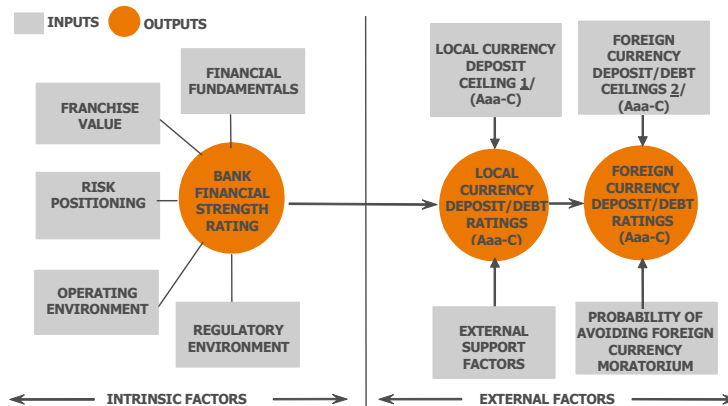 INPUTS
OUTPUTS
FINANCIAL
FUNDAMENTALS
FRANCHISE
VALUE
RISK
POSITIONING
OPERATING
ENVIRONMENT
REGULATORY
ENVIRONMENT
BANK
FINANCIAL
STRENGTH
RATING
LOCAL CURRENCY
DEPOSIT
CEILING 1/
(Aaa-C)
FOREIGN
CURRENCY
DEPOSIT/DEBT
CEILINGS 2/
(Aaa-C)
LOCAL
CURRENCY
DEPOSIT/DEBT
RATINGS
(Aaa-C)
FOREIGN
CURRENCY
DEPOSIT/DEBT
RATINGS
(Aaa-C)
EXTERNAL
SUPPORT
FACTORS
PROBABILITY OF
AVOIDING FOREIGN
CURRENCY
MORATORIUM
INTRINSIC FACTORS
EXTERNAL FACTORS